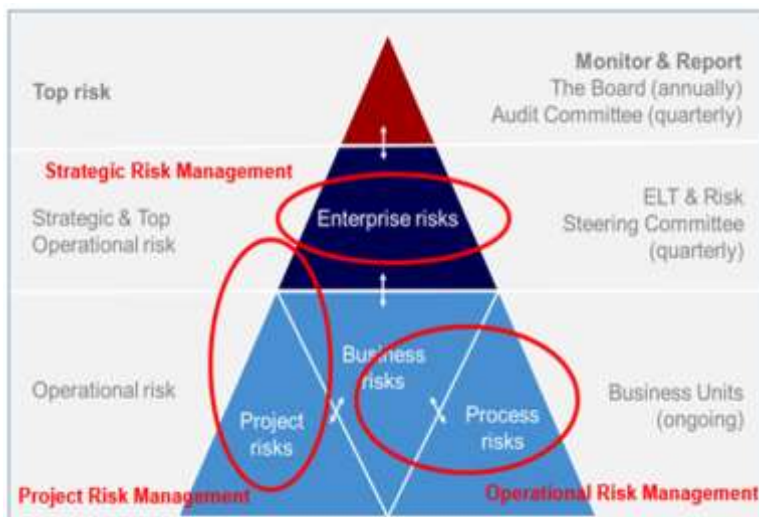 Top risk
Monitor & Report
The Board (annually)
Audit Committee (quarterly)
Strategic Risk Management
Strategic & Top
Operational risk
Enterprise risks
ELT & Risk
Steering Committee
(quarterly)
Operational risk
Business
risks
Project
risks
Process
risks
Business Units
(ongoing)
Project Risk Management
Operational Risk Management